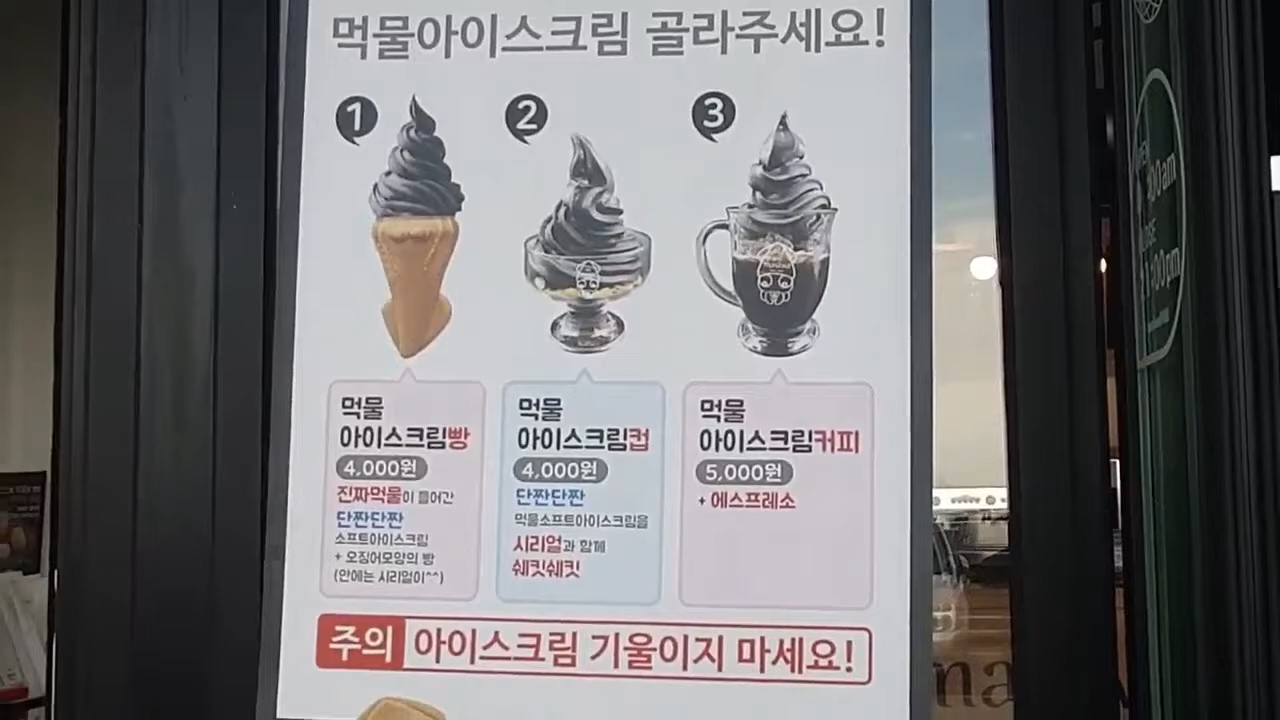 먹물아이스크림 골라주세요!
1
2
3
먹물
아이스크림빵
4,000원
진짜먹물이 들어간
단짠단짠
소프트아이스크림
+ 오징어모양의 빵
(안에는 시리얼이^^)
먹물
아이스크림컵
4,000원
단짠단짠
먹물소프트아이스크림을
시리얼과 함께
쉐킷쉐킷
먹물
아이스크림커피
5,000원
+ 에스프레소
주의 아이스크림 기울이지 마세요!